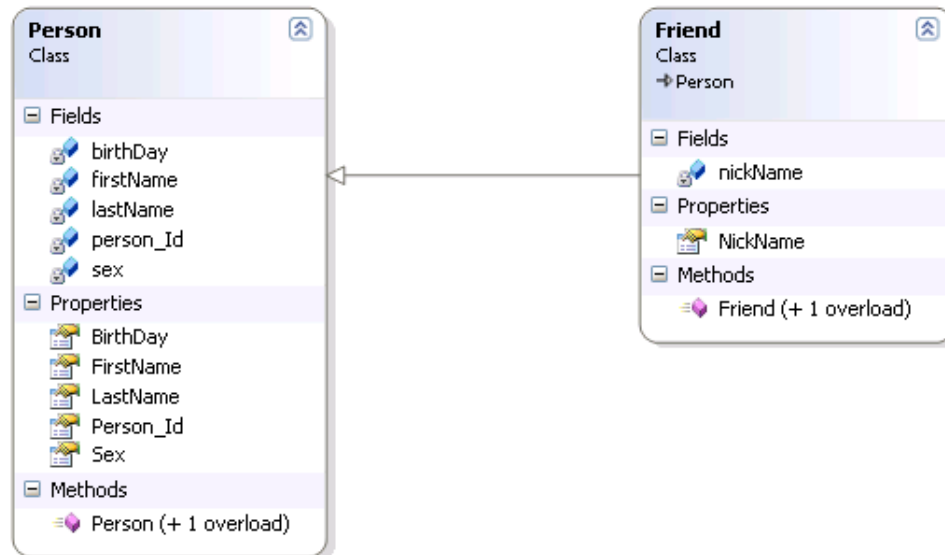 Person
Class
Fields
birthDay
firstName
lastName
person_Id
sex
Properties
BirthDay
FirstName
LastName
Person_Id
Sex
Methods
Person (+ 1 overload)
Friend
Class
Person
Fields
nickName
Properties
NickName
Methods
Friend (+ 1 overload)